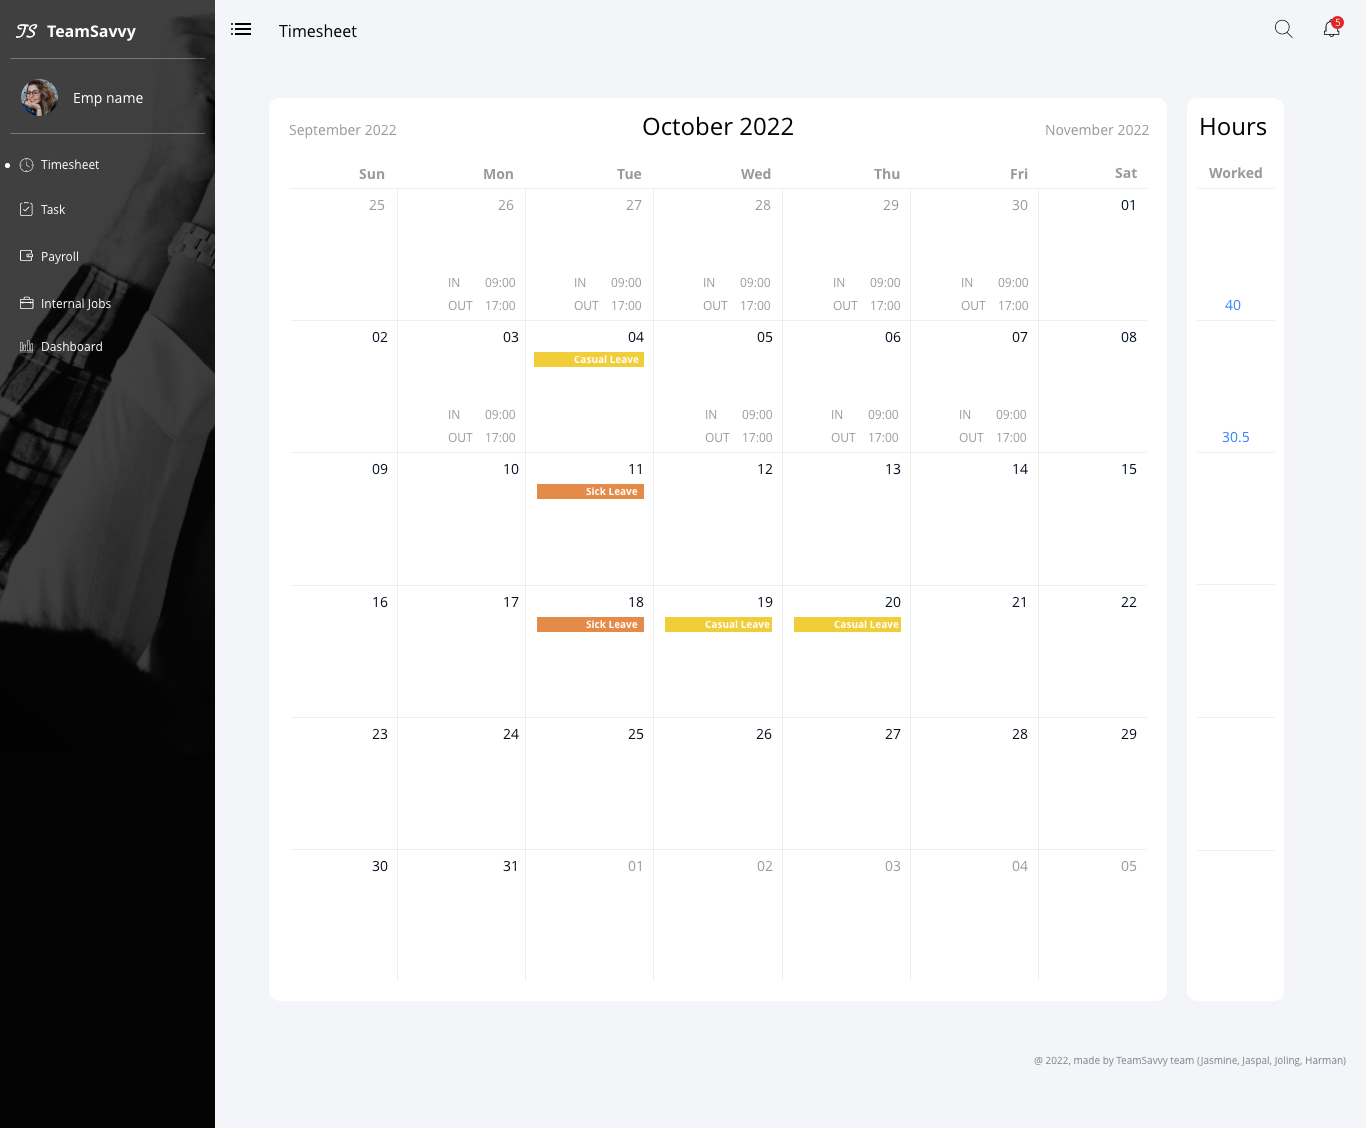 TS TeamSavvy
Emp name
Timesheet
Task
Payroll
Internal Jobs
Dashboard
Timesheet
5
September 2022 October 2022 November 2022
Sun Mon Tue Wed Thu Fri Sat
25 26 27 28 29 30 01
IN 09:00 IN 09:00 IN 09:00 IN 09:00 IN 09:00
OUT 17:00 OUT 17:00 OUT 17:00 OUT 17:00 OUT 17:00
02 03 04 05 06 07 08
Casual Leave
IN 09:00 IN 09:00 IN 09:00 IN 09:00
OUT 17:00 OUT 17:00 OUT 17:00 OUT 17:00
09 10 11 12 13 14 15
Sick Leave
16 17 18 19 20 21 22
Sick Leave Casual Leave Casual Leave
23 24 25 26 27 28 29
30 31 01 02 03 04 05
Hours
Worked
40
30.5
@ 2022, made by TeamSavvy team (Jasmine, Jaspal, Joling, Harman)